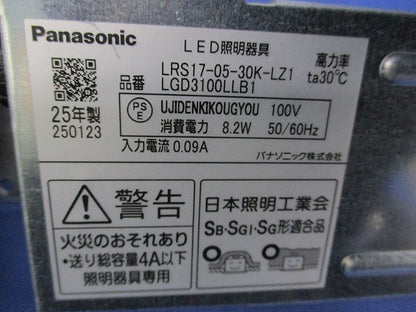 Panasonic
LED照明器具
LRS17-05-30K-LZ1
品番 LGD3100LLB1
高力率
ta30℃
25年製
250123
PS
E
UJIDENKIKOUGYOU 100V
消費電力 8.2W 50/60Hz
入力電流 0.09A
パナソニック株式会社
警告
火災のおそれあり
・送り総容量4A以下
照明器具専用
日本照明工業会
SB・SGI・SG形適合品